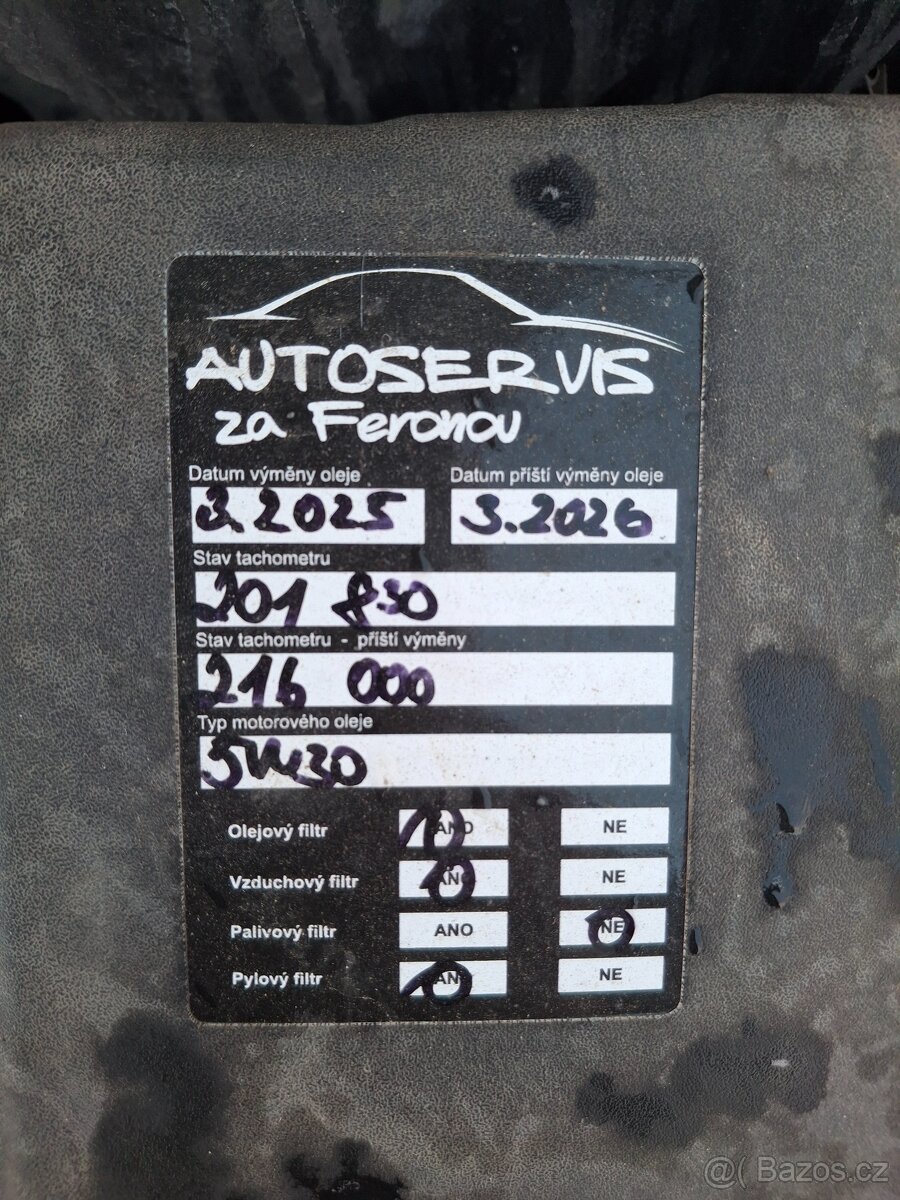 AUTOSERVIS
za Feronou
Datum výměny oleje Datum příští výměny oleje
3.2025 3.2026
Stav tachometru
201 830
Stav tachometru - příští výměny
216 000
Typ motorového oleje
5W30
Olejový filtr ANO NE
Vzduchový filtr ANO NE
Palivový filtr ANO NE
Pylový filtr ANO NE
@( Bazos.cz